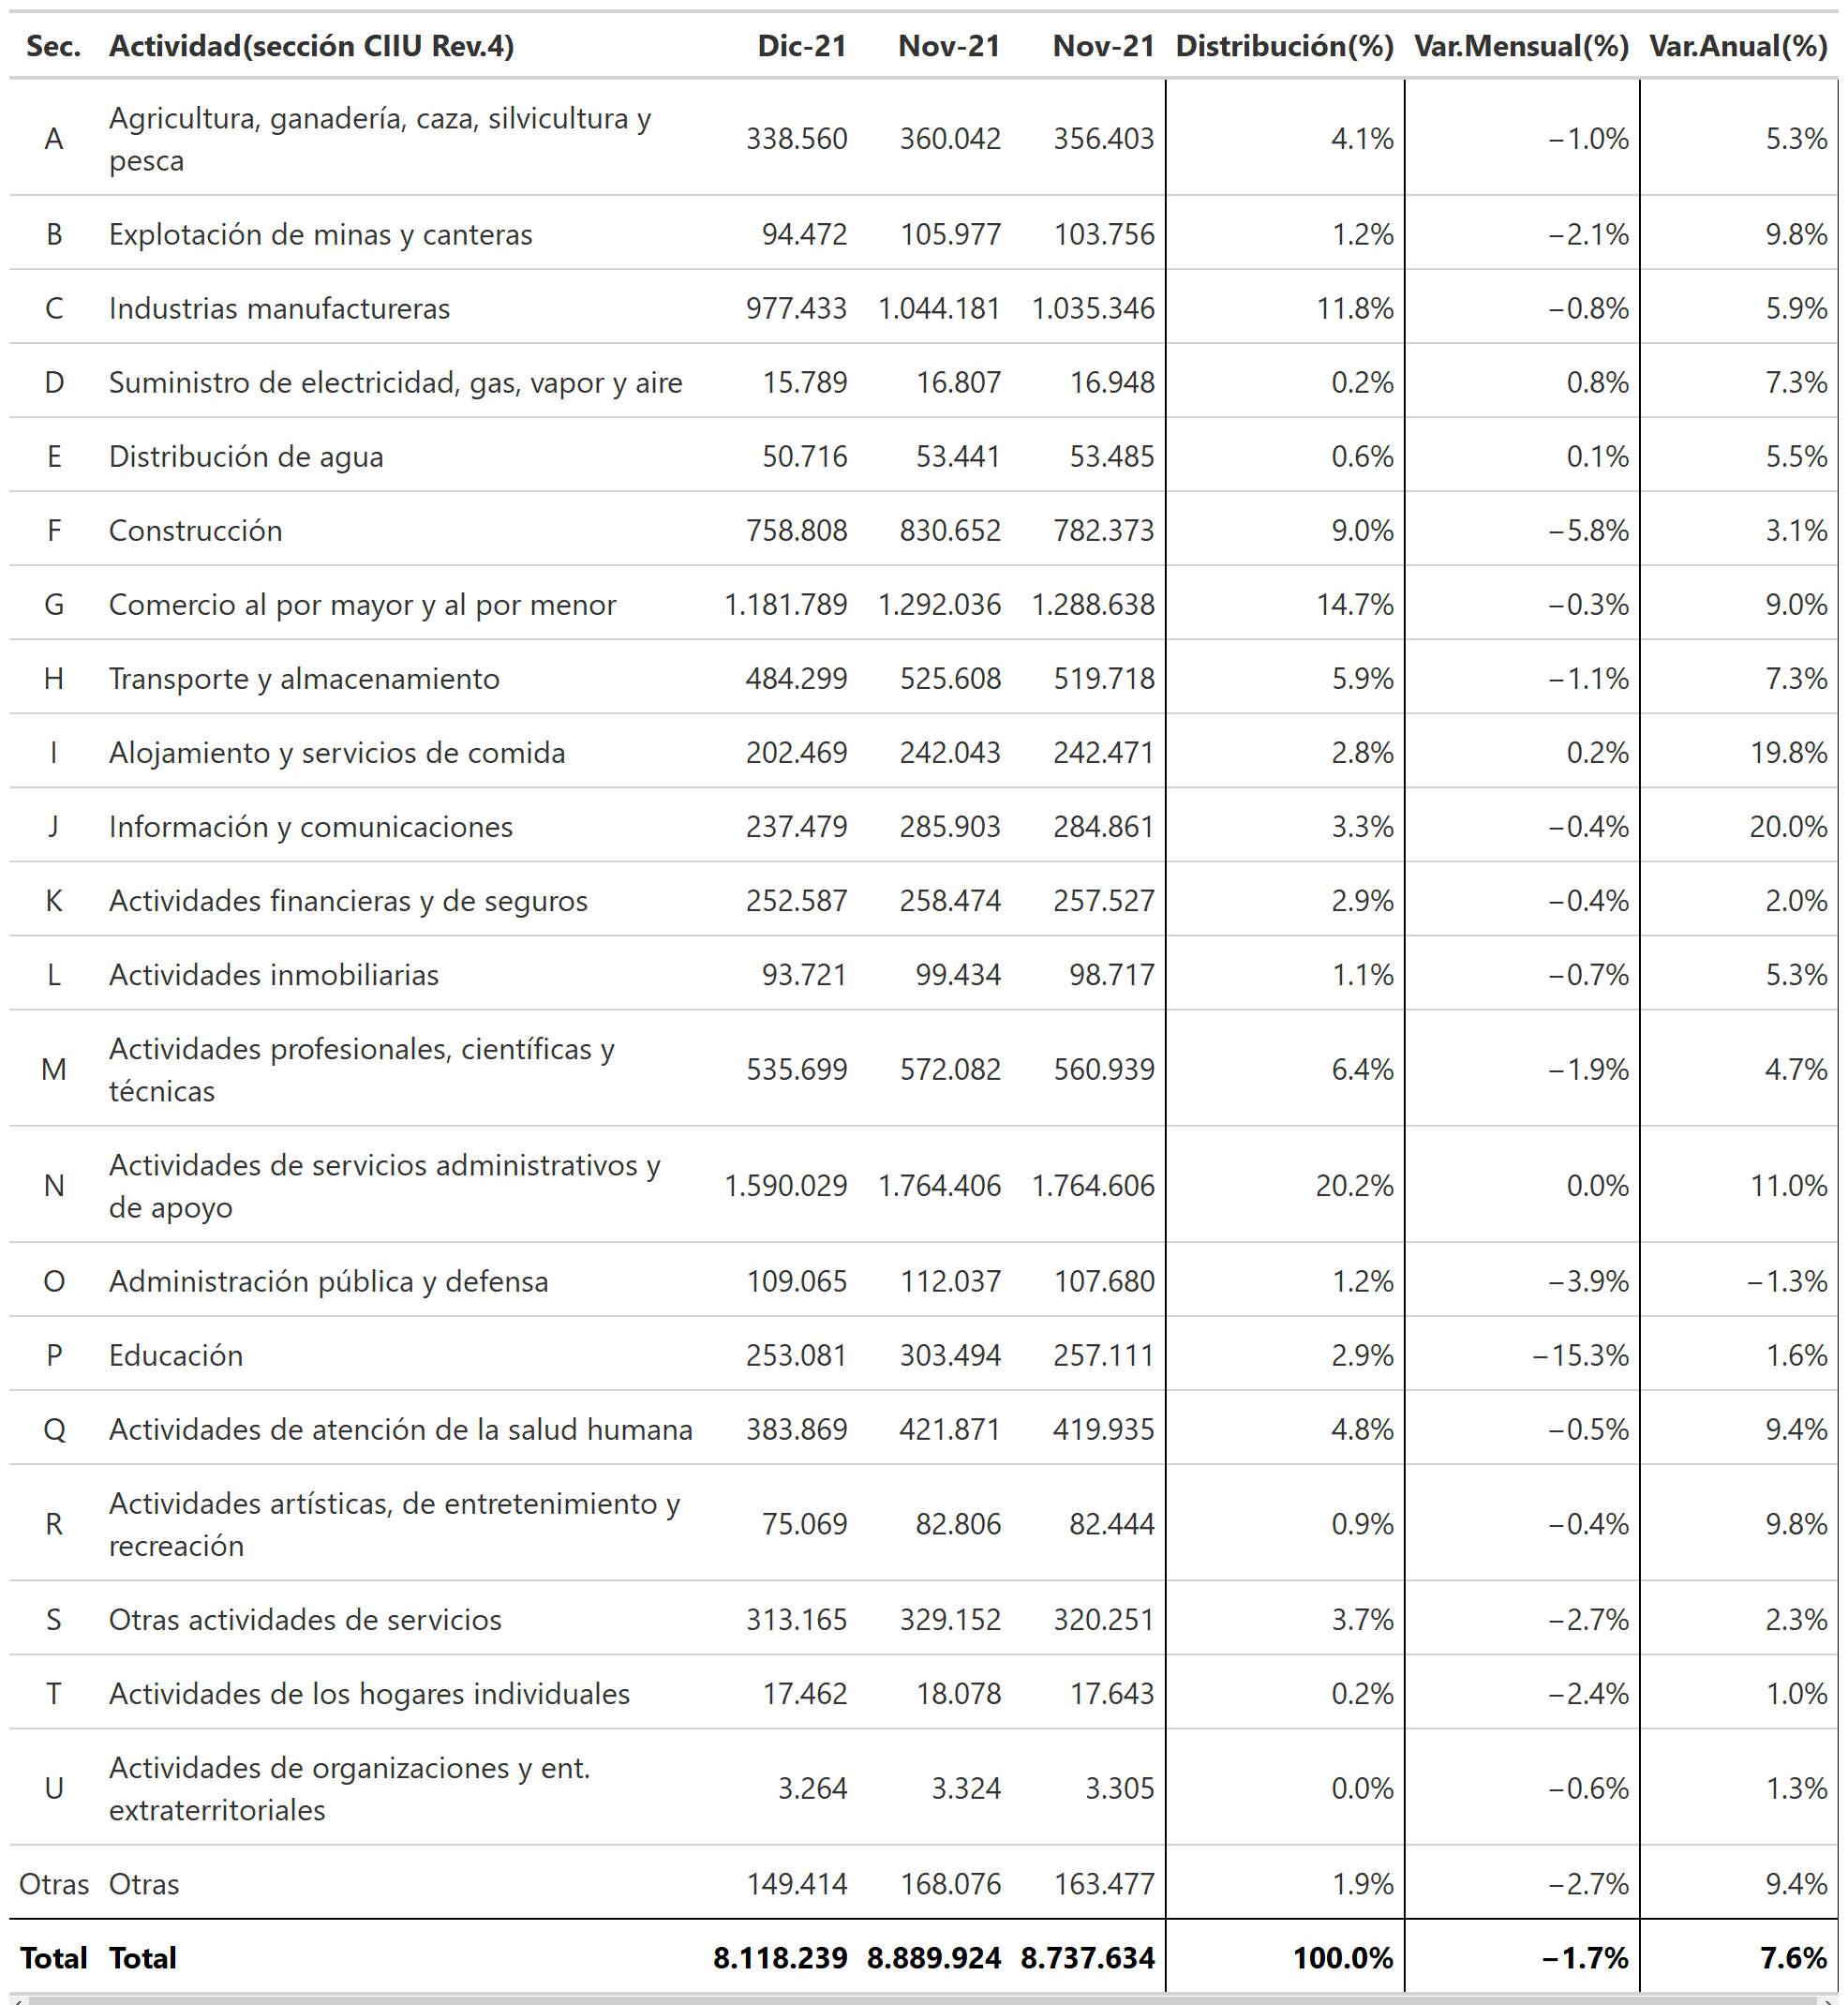 Sec. Actividad(sección CIIU Rev.4) Dic-21 Nov-21 Nov-21 Distribución(%) Var.Mensual(%) Var.Anual(%)
A Agricultura, ganadería, caza, silvicultura y
pesca 338.560 360.042 356.403 4.1% −1.0% 5.3%
B Explotación de minas y canteras 94.472 105.977 103.756 1.2% −2.1% 9.8%
C Industrias manufactureras 977.433 1.044.181 1.035.346 11.8% −0.8% 5.9%
D Suministro de electricidad, gas, vapor y aire 15.789 16.807 16.948 0.2% 0.8% 7.3%
E Distribución de agua 50.716 53.441 53.485 0.6% 0.1% 5.5%
F Construcción 758.808 830.652 782.373 9.0% −5.8% 3.1%
G Comercio al por mayor y al por menor 1.181.789 1.292.036 1.288.638 14.7% −0.3% 9.0%
H Transporte y almacenamiento 484.299 525.608 519.718 5.9% −1.1% 7.3%
I Alojamiento y servicios de comida 202.469 242.043 242.471 2.8% 0.2% 19.8%
J Información y comunicaciones 237.479 285.903 284.861 3.3% −0.4% 20.0%
K Actividades financieras y de seguros 252.587 258.474 257.527 2.9% −0.4% 2.0%
L Actividades inmobiliarias 93.721 99.434 98.717 1.1% −0.7% 5.3%
M Actividades profesionales, científicas y
técnicas 535.699 572.082 560.939 6.4% −1.9% 4.7%
N Actividades de servicios administrativos y
de apoyo 1.590.029 1.764.406 1.764.606 20.2% 0.0% 11.0%
O Administración pública y defensa 109.065 112.037 107.680 1.2% −3.9% −1.3%
P Educación 253.081 303.494 257.111 2.9% −15.3% 1.6%
Q Actividades de atención de la salud humana 383.869 421.871 419.935 4.8% −0.5% 9.4%
R Actividades artísticas, de entretenimiento y
recreación 75.069 82.806 82.444 0.9% −0.4% 9.8%
S Otras actividades de servicios 313.165 329.152 320.251 3.7% −2.7% 2.3%
T Actividades de los hogares individuales 17.462 18.078 17.643 0.2% −2.4% 1.0%
U Actividades de organizaciones y ent.
extraterritoriales 3.264 3.324 3.305 0.0% −0.6% 1.3%
Otras Otras 149.414 168.076 163.477 1.9% −2.7% 9.4%
Total Total 8.118.239 8.889.924 8.737.634 100.0% −1.7% 7.6%